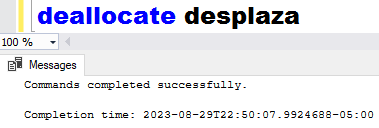 deallocate desplaza
100 %
Messages
Commands completed successfully.
Completion time: 2023-08-29T22:50:07.9924688-05:00